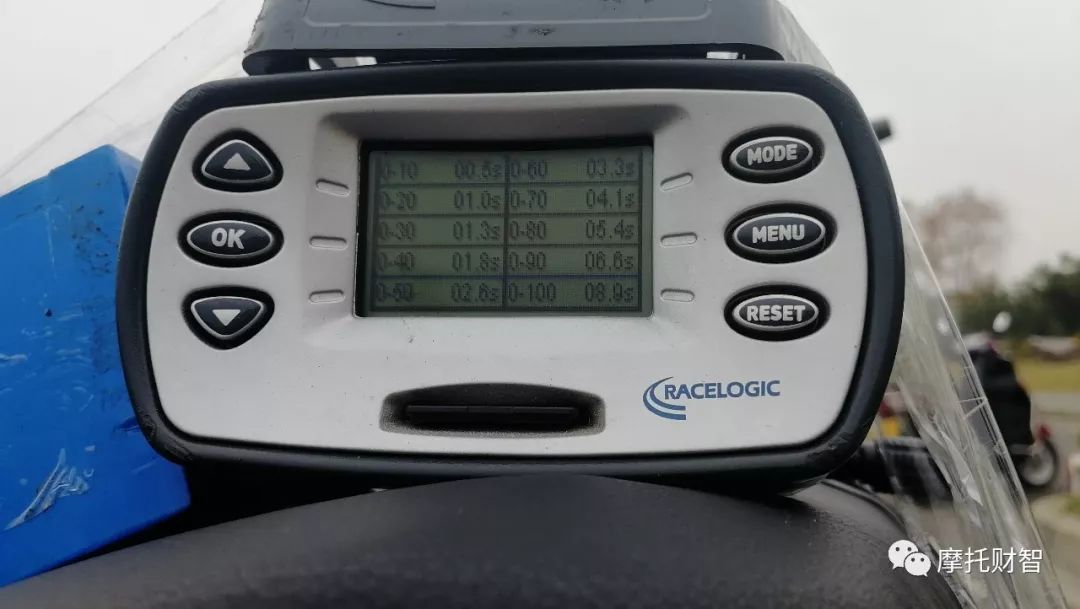 MODE
0-10 00.6s 0-60 03.3s
0-20 01.0s 0-70 04.1s
OK
0-30 01.3s 0-80 05.4s
MENU
0-40 01.8s 0-90 06.6s
0-50 02.6s 0-100 08.9s
RESET
RACELOGIC
摩托财智